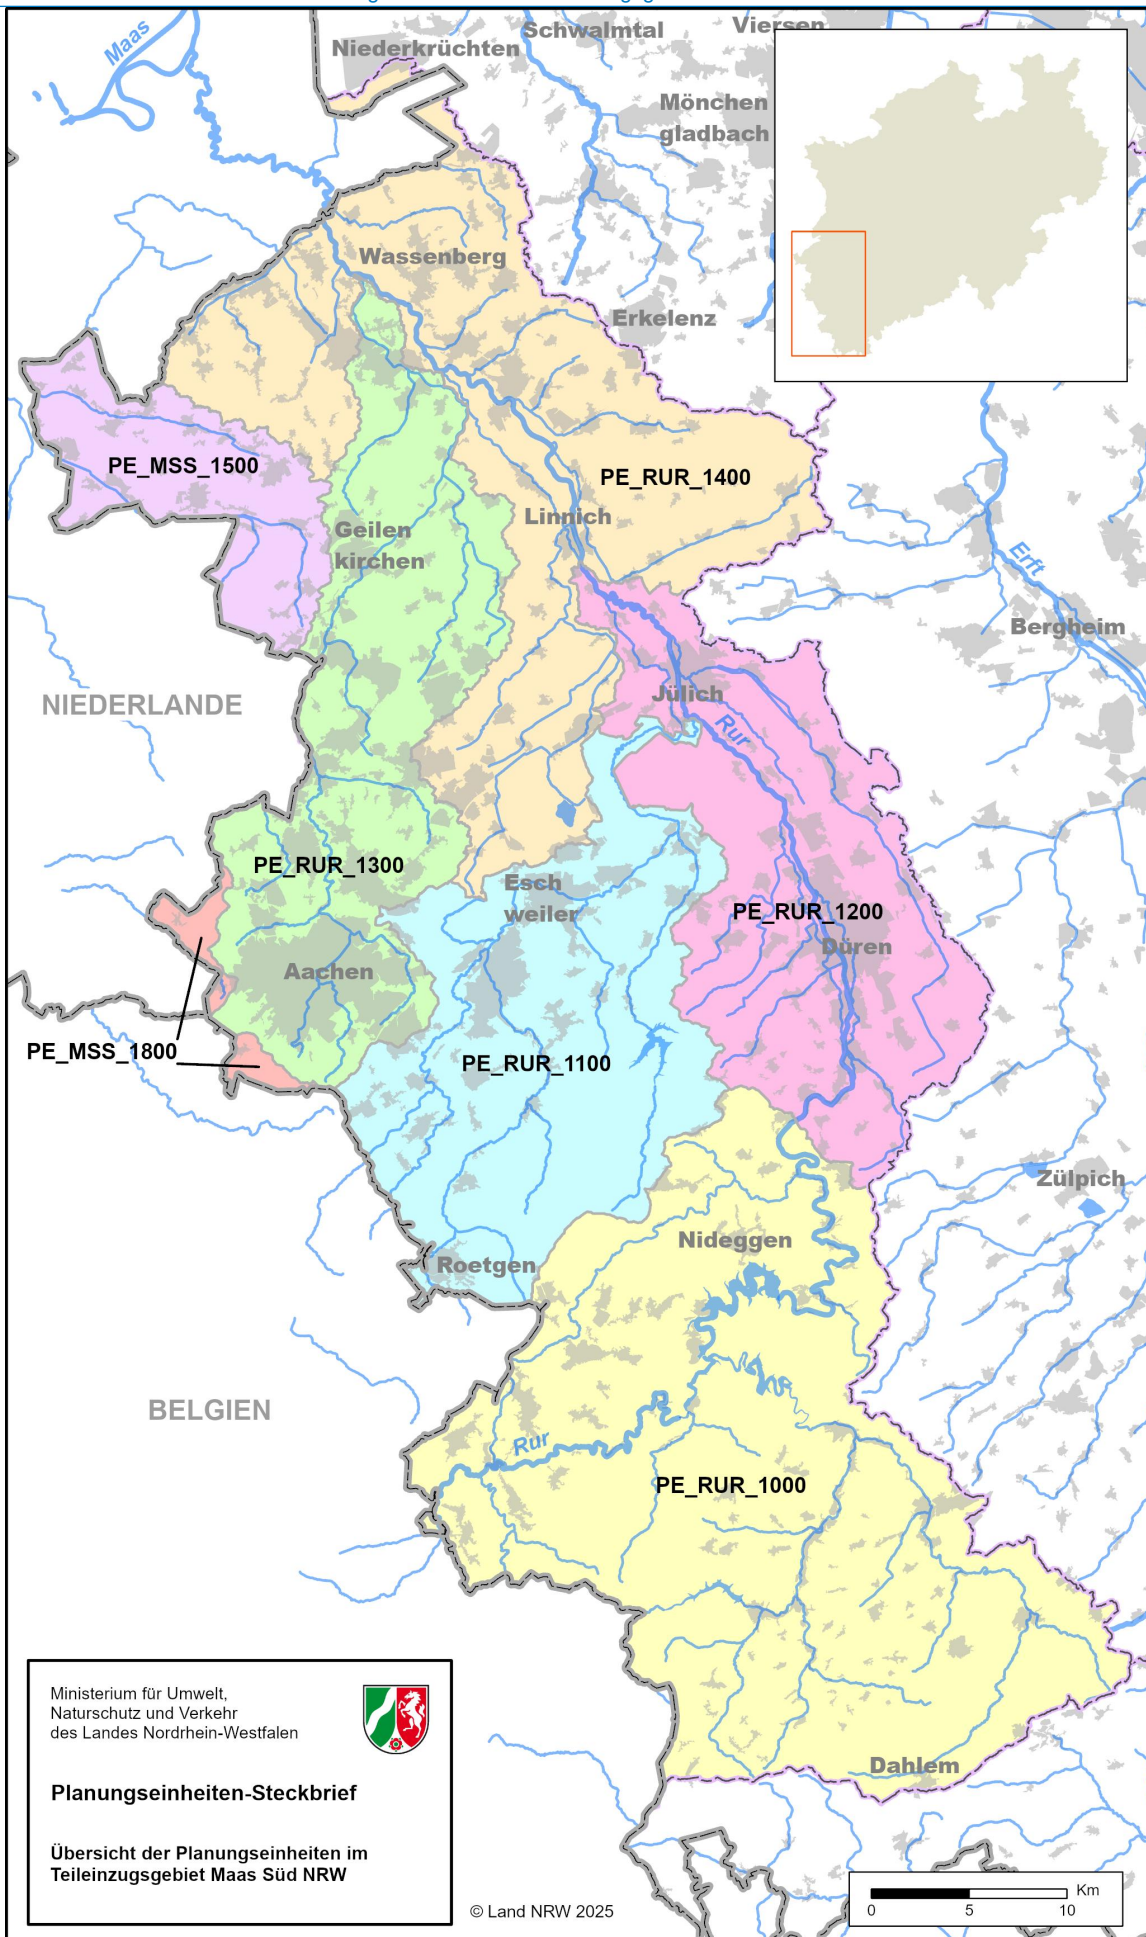 Maas
Niederkrüchten
Schwalmtal
Viersen
Mönchen
gladbach
Wassenberg
Erkelenz
PE_MSS_1500
PE_RUR_1400
Linnich
Geilen
kirchen
Erft
Bergheim
NIEDERLANDE
Jülich
Rur
PE_RUR_1300
Esch
weiler
PE_RUR_1200
Düren
Aachen
PE_MSS_1800
PE_RUR_1100
Zülpich
Nideggen
Roetgen
BELGIEN
Rur
PE_RUR_1000
Dahlem
Ministerium für Umwelt,
Naturschutz und Verkehr
des Landes Nordrhein-Westfalen
Planungseinheiten-Steckbrief
Übersicht der Planungseinheiten im
Teileinzugsgebiet Maas Süd NRW
© Land NRW 2025
Km
0 5 10